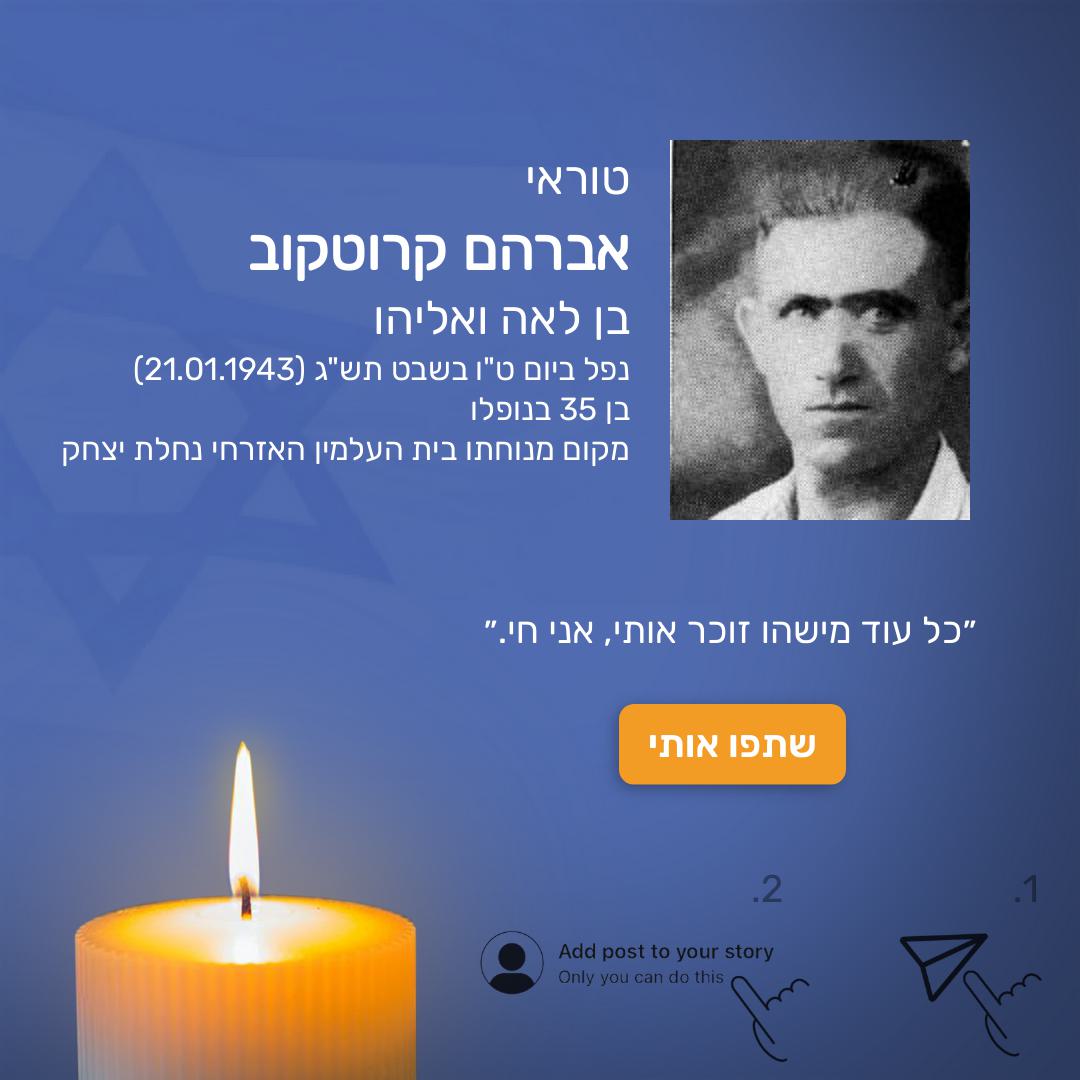 טוראי
אברהם קרוטקוב
בן לאה ואליהו
נפל ביום ט"ו בשבט תש"ג (21.01.1943)
בן 35 בנופלו
מקום מנוחתו בית העלמין האזרחי נחלת יצחק
״כל עוד מישהו זוכר אותי, אני חי.״
שתפו אותי
.1
.2
Add post to your story
Only you can do this